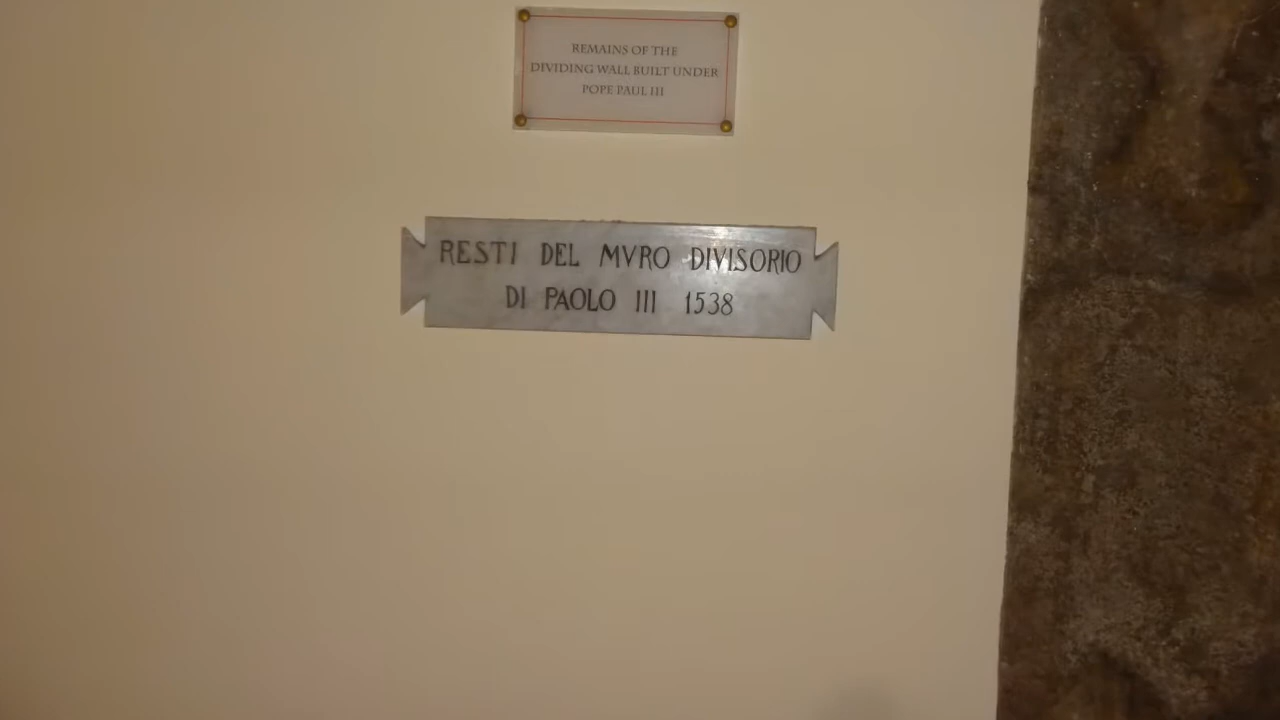 REMAINS OF THE
DIVIDING WALL BUILT UNDER
POPE PAUL III
RESTI DEL MVRO DIVISORIO
DI PAOLO III 1538